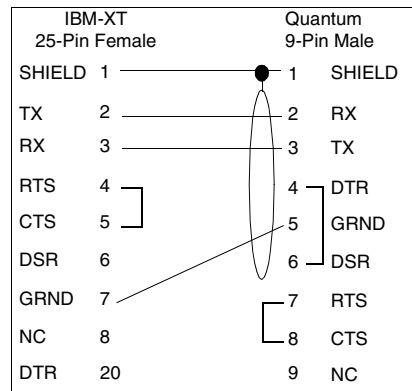 IBM-XT Quantum
25-Pin Female 9-Pin Male
SHIELD 1 1 SHIELD
TX 2 2 RX
RX 3 3 TX
RTS 4 4 DTR
CTS 5 5 GRND
DSR 6 6 DSR
GRND 7 7 RTS
NC 8 8 CTS
DTR 20 9 NC